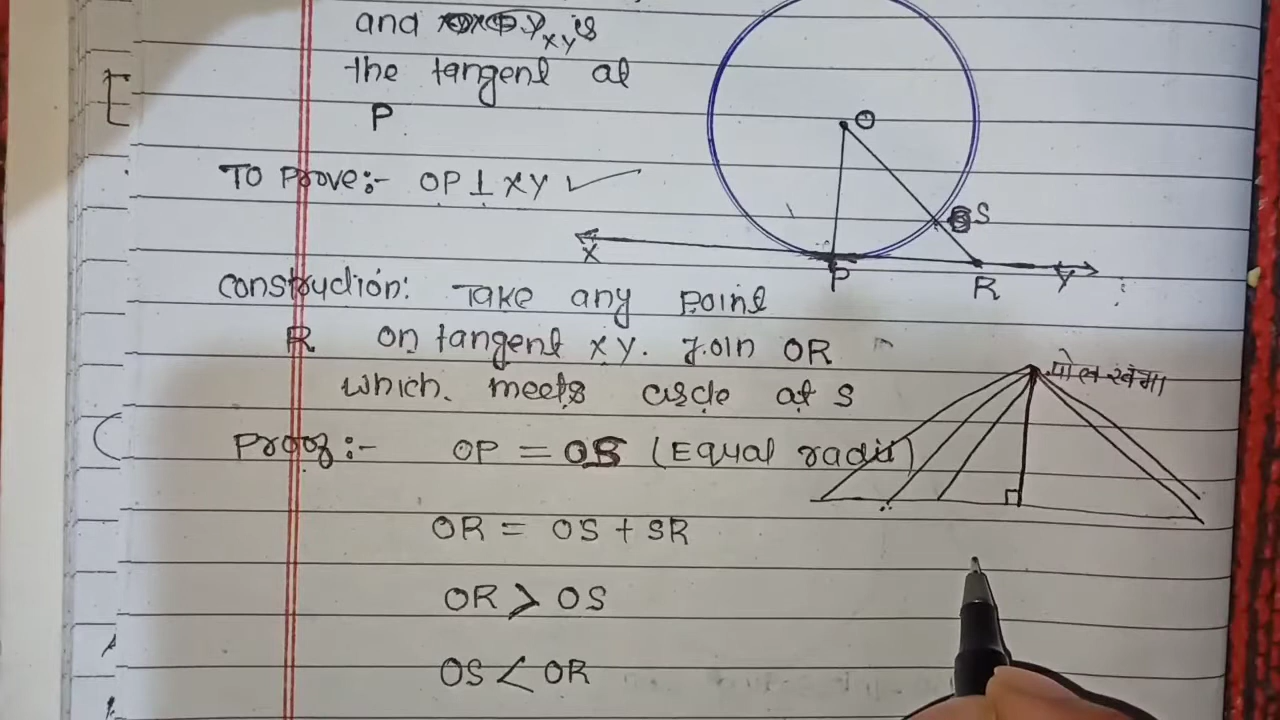 and XY is
the tangent at
P
To Prove:- OP ⊥ XY ✓
O
S
X
P
R
Y
Construction: Take any point
R on tangent XY. Join OR
which meets circle at S
Proof:- OP = OS (Equal radii)
OR = OS + SR
OR > OS
OS < OR